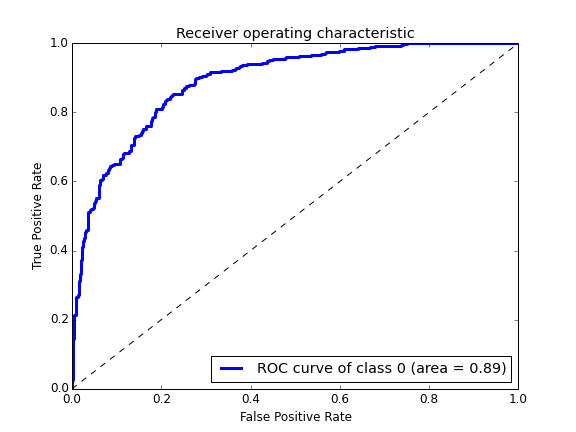 Receiver operating characteristic
1.0
0.8
0.6
0.4
0.2
0.0
True Positive Rate
ROC curve of class 0 (area = 0.89)
0.0 0.2 0.4 0.6 0.8 1.0
False Positive Rate